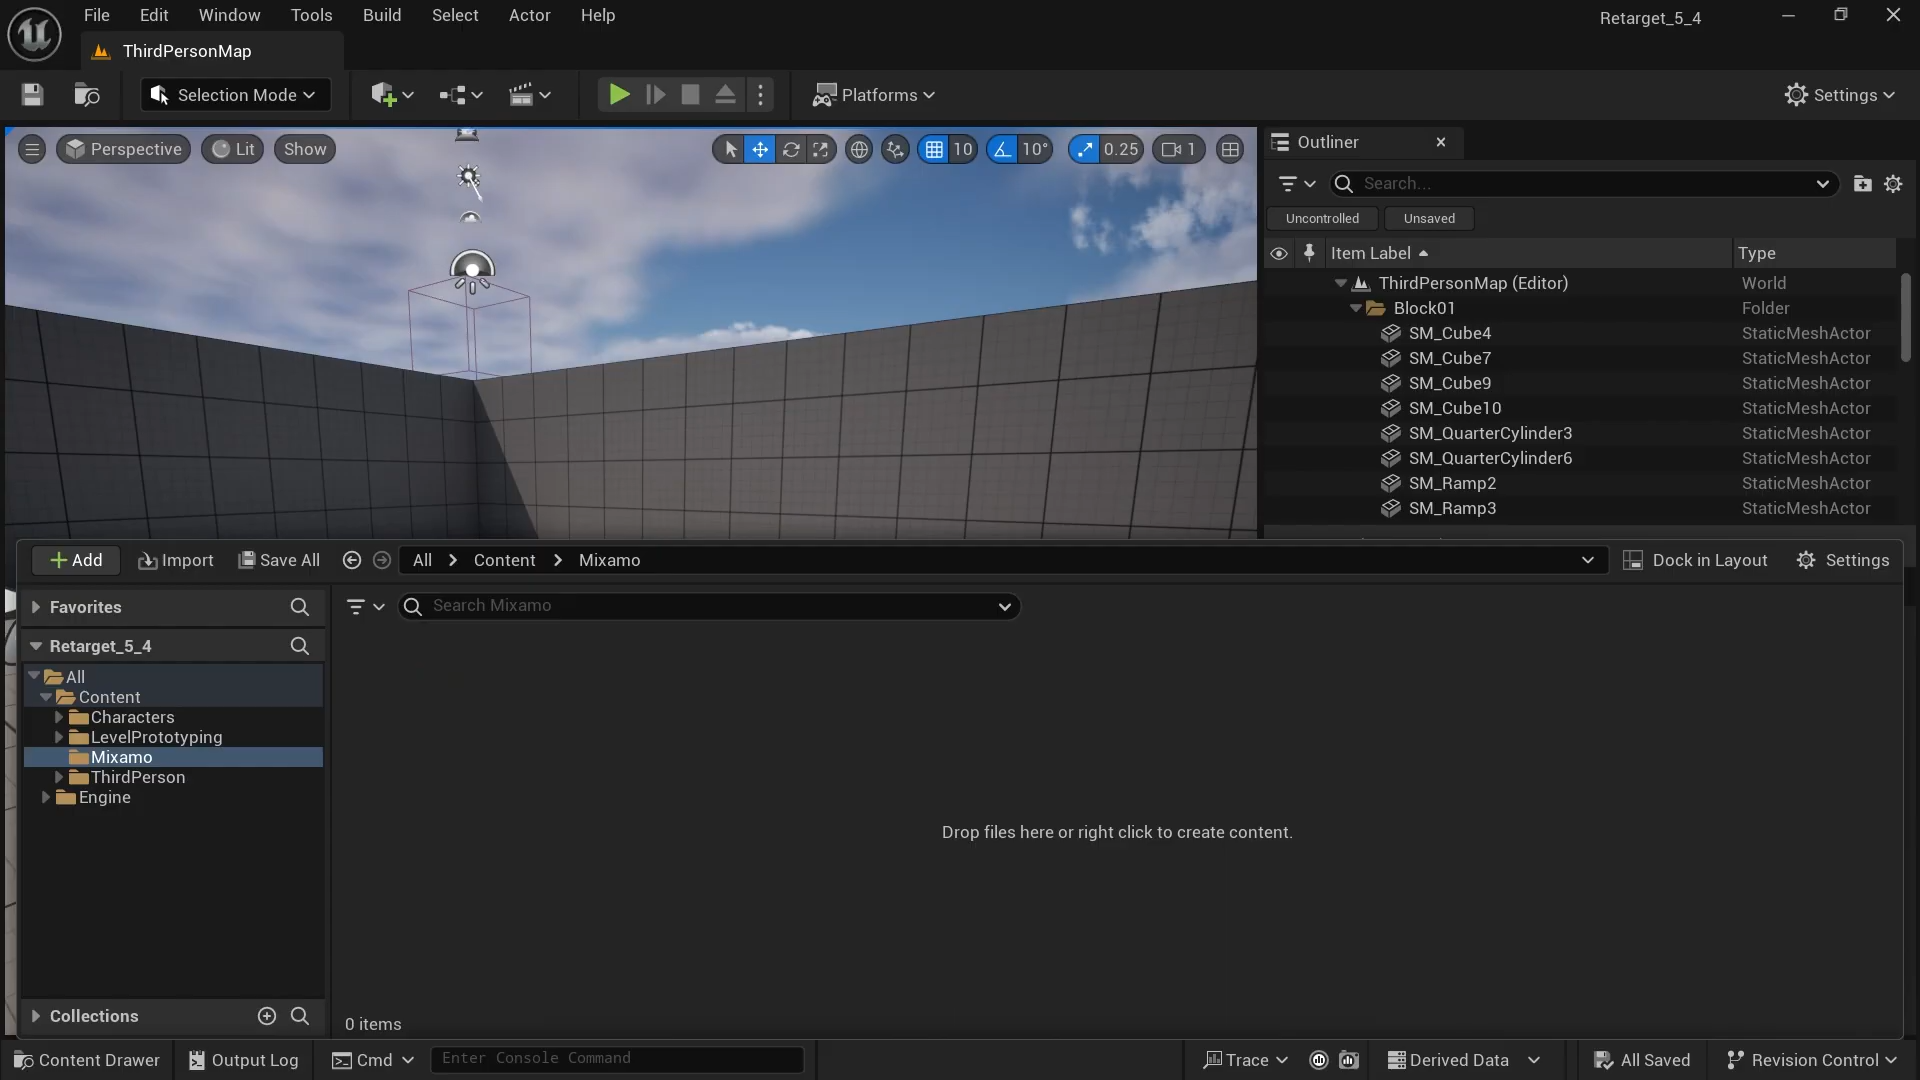 File Edit Window Tools Build Select Actor Help
Retarget_5_4
ThirdPersonMap
Selection Mode
Platforms
Settings
Perspective Lit Show
10 10° 0.25 1
Outliner
Search...
Uncontrolled Unsaved
Item Label Type
ThirdPersonMap (Editor) World
Block01 Folder
SM_Cube4 StaticMeshActor
SM_Cube7 StaticMeshActor
SM_Cube9 StaticMeshActor
SM_Cube10 StaticMeshActor
SM_QuarterCylinder3 StaticMeshActor
SM_QuarterCylinder6 StaticMeshActor
SM_Ramp2 StaticMeshActor
SM_Ramp3 StaticMeshActor
Add Import Save All All > Content > Mixamo Dock in Layout Settings
Favorites
Search Mixamo
Retarget_5_4
All
Content
Characters
LevelPrototyping
Mixamo
ThirdPerson
Engine
Drop files here or right click to create content.
Collections
0 items
Content Drawer Output Log Cmd Enter Console Command Trace Derived Data All Saved Revision Control